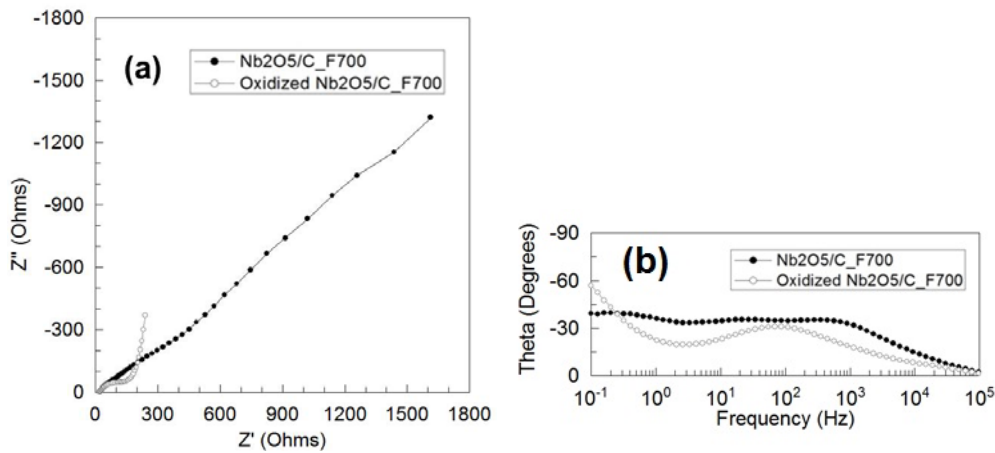 -1800
(a)
Nb2O5/C_F700
Oxidized Nb2O5/C_F700
-1500
-1200
-900
-600
-300
0
Z'' (Ohms)
0 300 600 900 1200 1500 1800
Z' (Ohms)
-90
(b)
Nb2O5/C_F700
Oxidized Nb2O5/C_F700
-60
-30
0
Theta (Degrees)
10-1 100 101 102 103 104 105
Frequency (Hz)